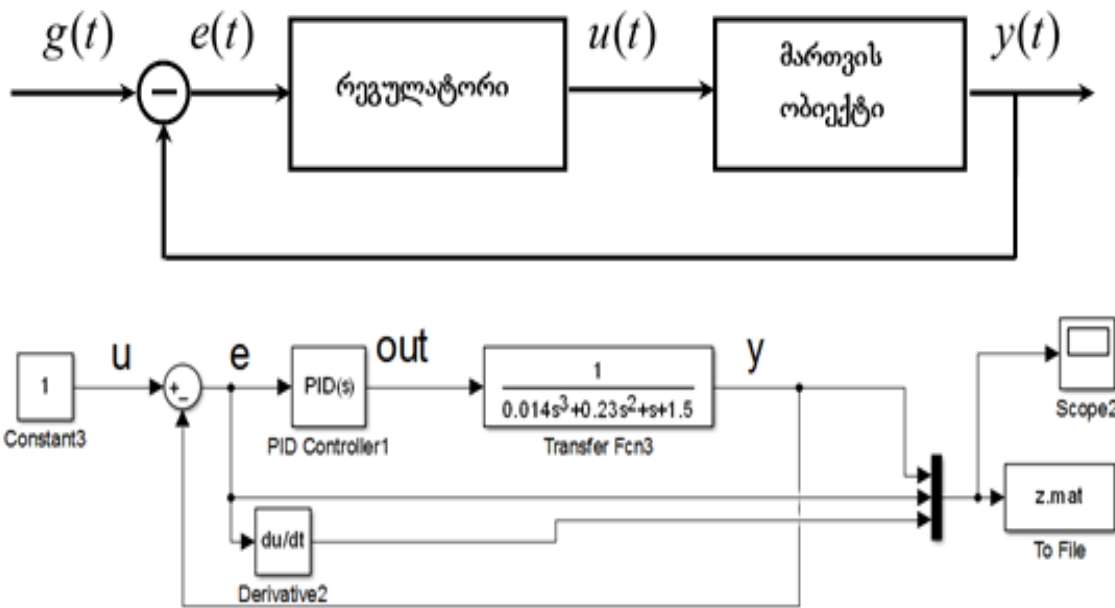 g(t) e(t) u(t) y(t)
−
რეგულატორი
მართვის
ობიექტი
u e out y
1
+
−
PID(s)
1
0.014s³+0.23s²+s+1.5
Constant3
PID Controller1
Transfer Fcn3
Scope2
du/dt
Derivative2
z.mat
To File